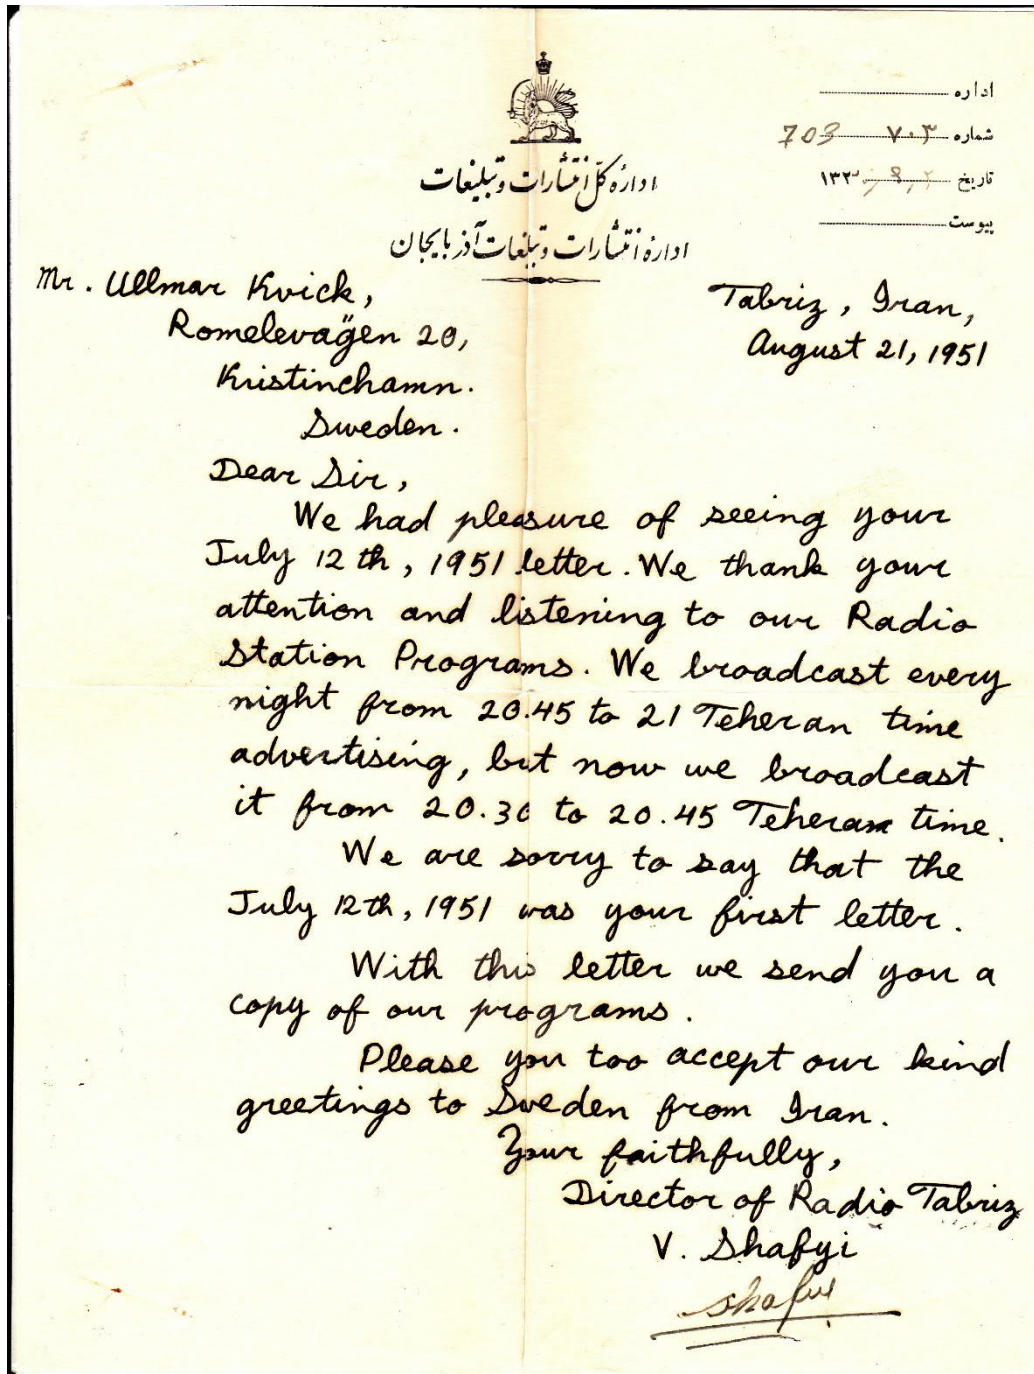 اداره
شماره ۷۰۳ 703
تاریخ
پیوست
ادارهٔ کل انتشارات و تبلیغات
ادارهٔ انتشارات و تبلیغات آذربایجان
Mr. Ullmar Kvick,
Romelevägen 20,
Kristinehamn.
Sweden.
Tabriz, Iran,
August 21, 1951
Dear Sir,
We had pleasure of seeing your
July 12th, 1951 letter. We thank your
attention and listening to our Radio
Station Programs. We broadcast every
night from 20.45 to 21 Teheran time
advertising, but now we broadcast
it from 20.30 to 20.45 Teheran time.
We are sorry to say that the
July 12th, 1951 was your first letter.
With this letter we send you a
copy of our programs.
Please you too accept our kind
greetings to Sweden from Iran.
Your faithfully,
Director of Radio Tabriz
V. Shafyi